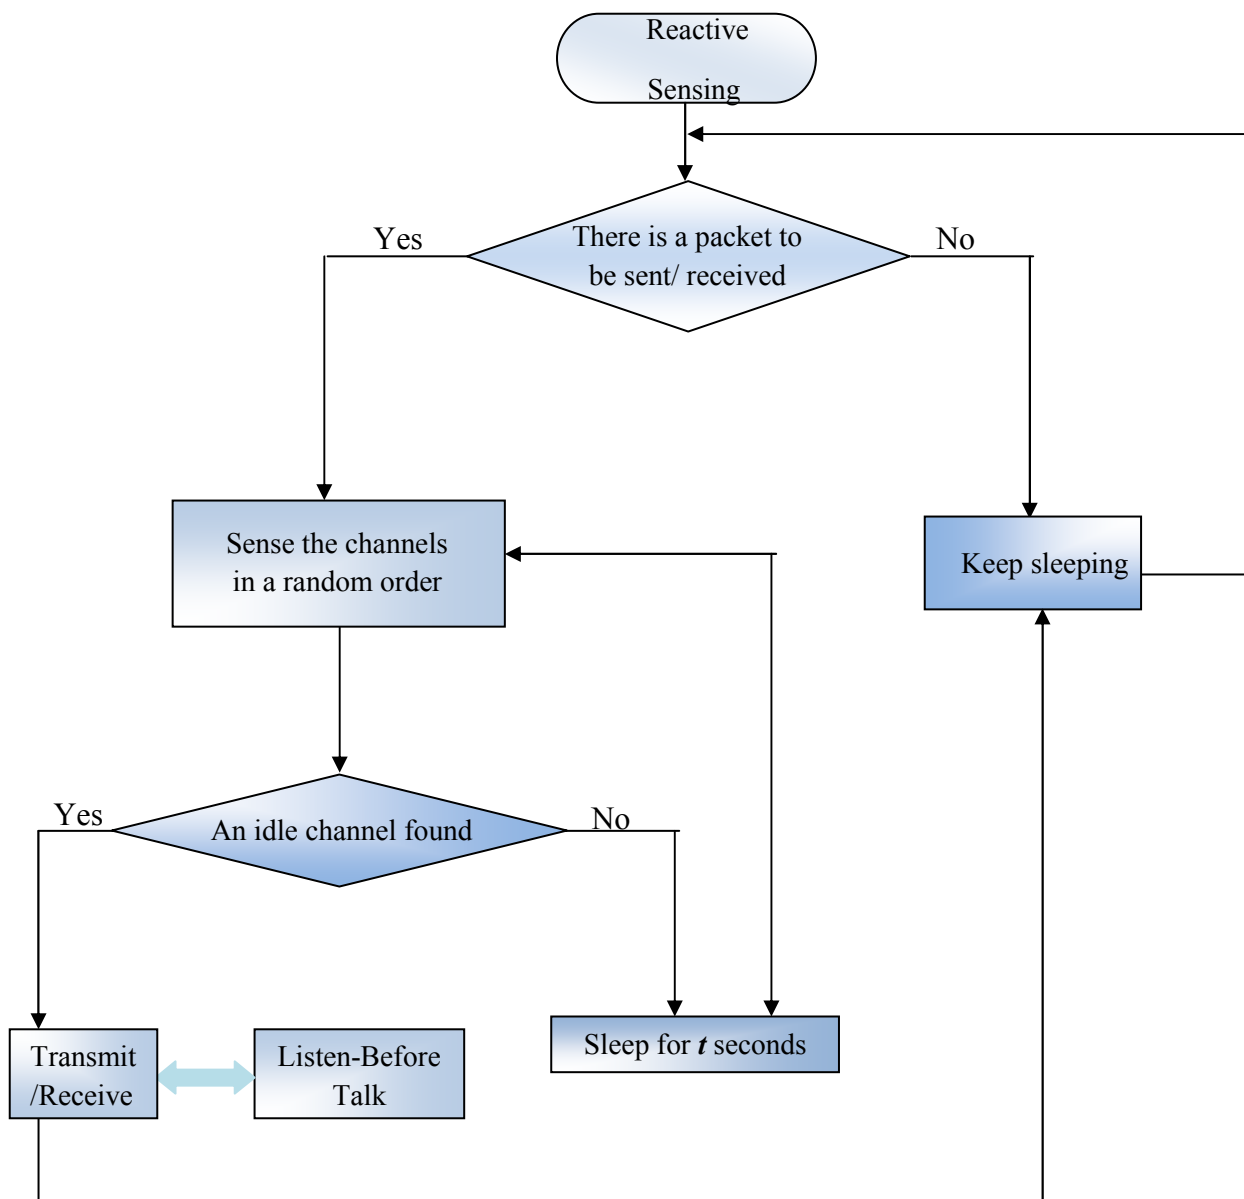 Reactive
Sensing
Yes
There is a packet to
be sent/ received
No
Sense the channels
in a random order
Keep sleeping
Yes
An idle channel found
No
Transmit
/Receive
Listen-Before
Talk
Sleep for t seconds